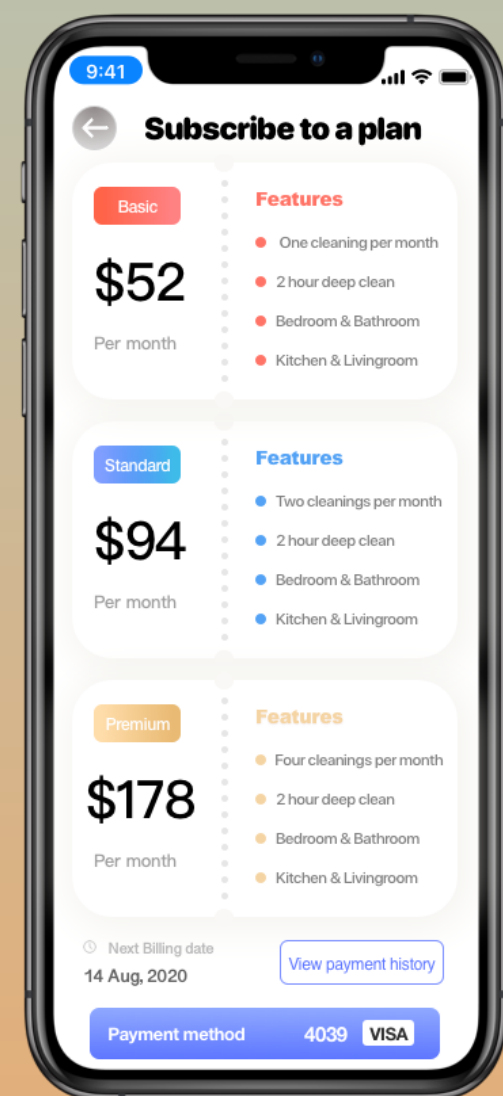 9:41
Subscribe to a plan
Basic
$52
Per month
Features
One cleaning per month
2 hour deep clean
Bedroom & Bathroom
Kitchen & Livingroom
Standard
$94
Per month
Features
Two cleanings per month
2 hour deep clean
Bedroom & Bathroom
Kitchen & Livingroom
Premium
$178
Per month
Features
Four cleanings per month
2 hour deep clean
Bedroom & Bathroom
Kitchen & Livingroom
Next Billing date
14 Aug, 2020
View payment history
Payment method 4039 VISA